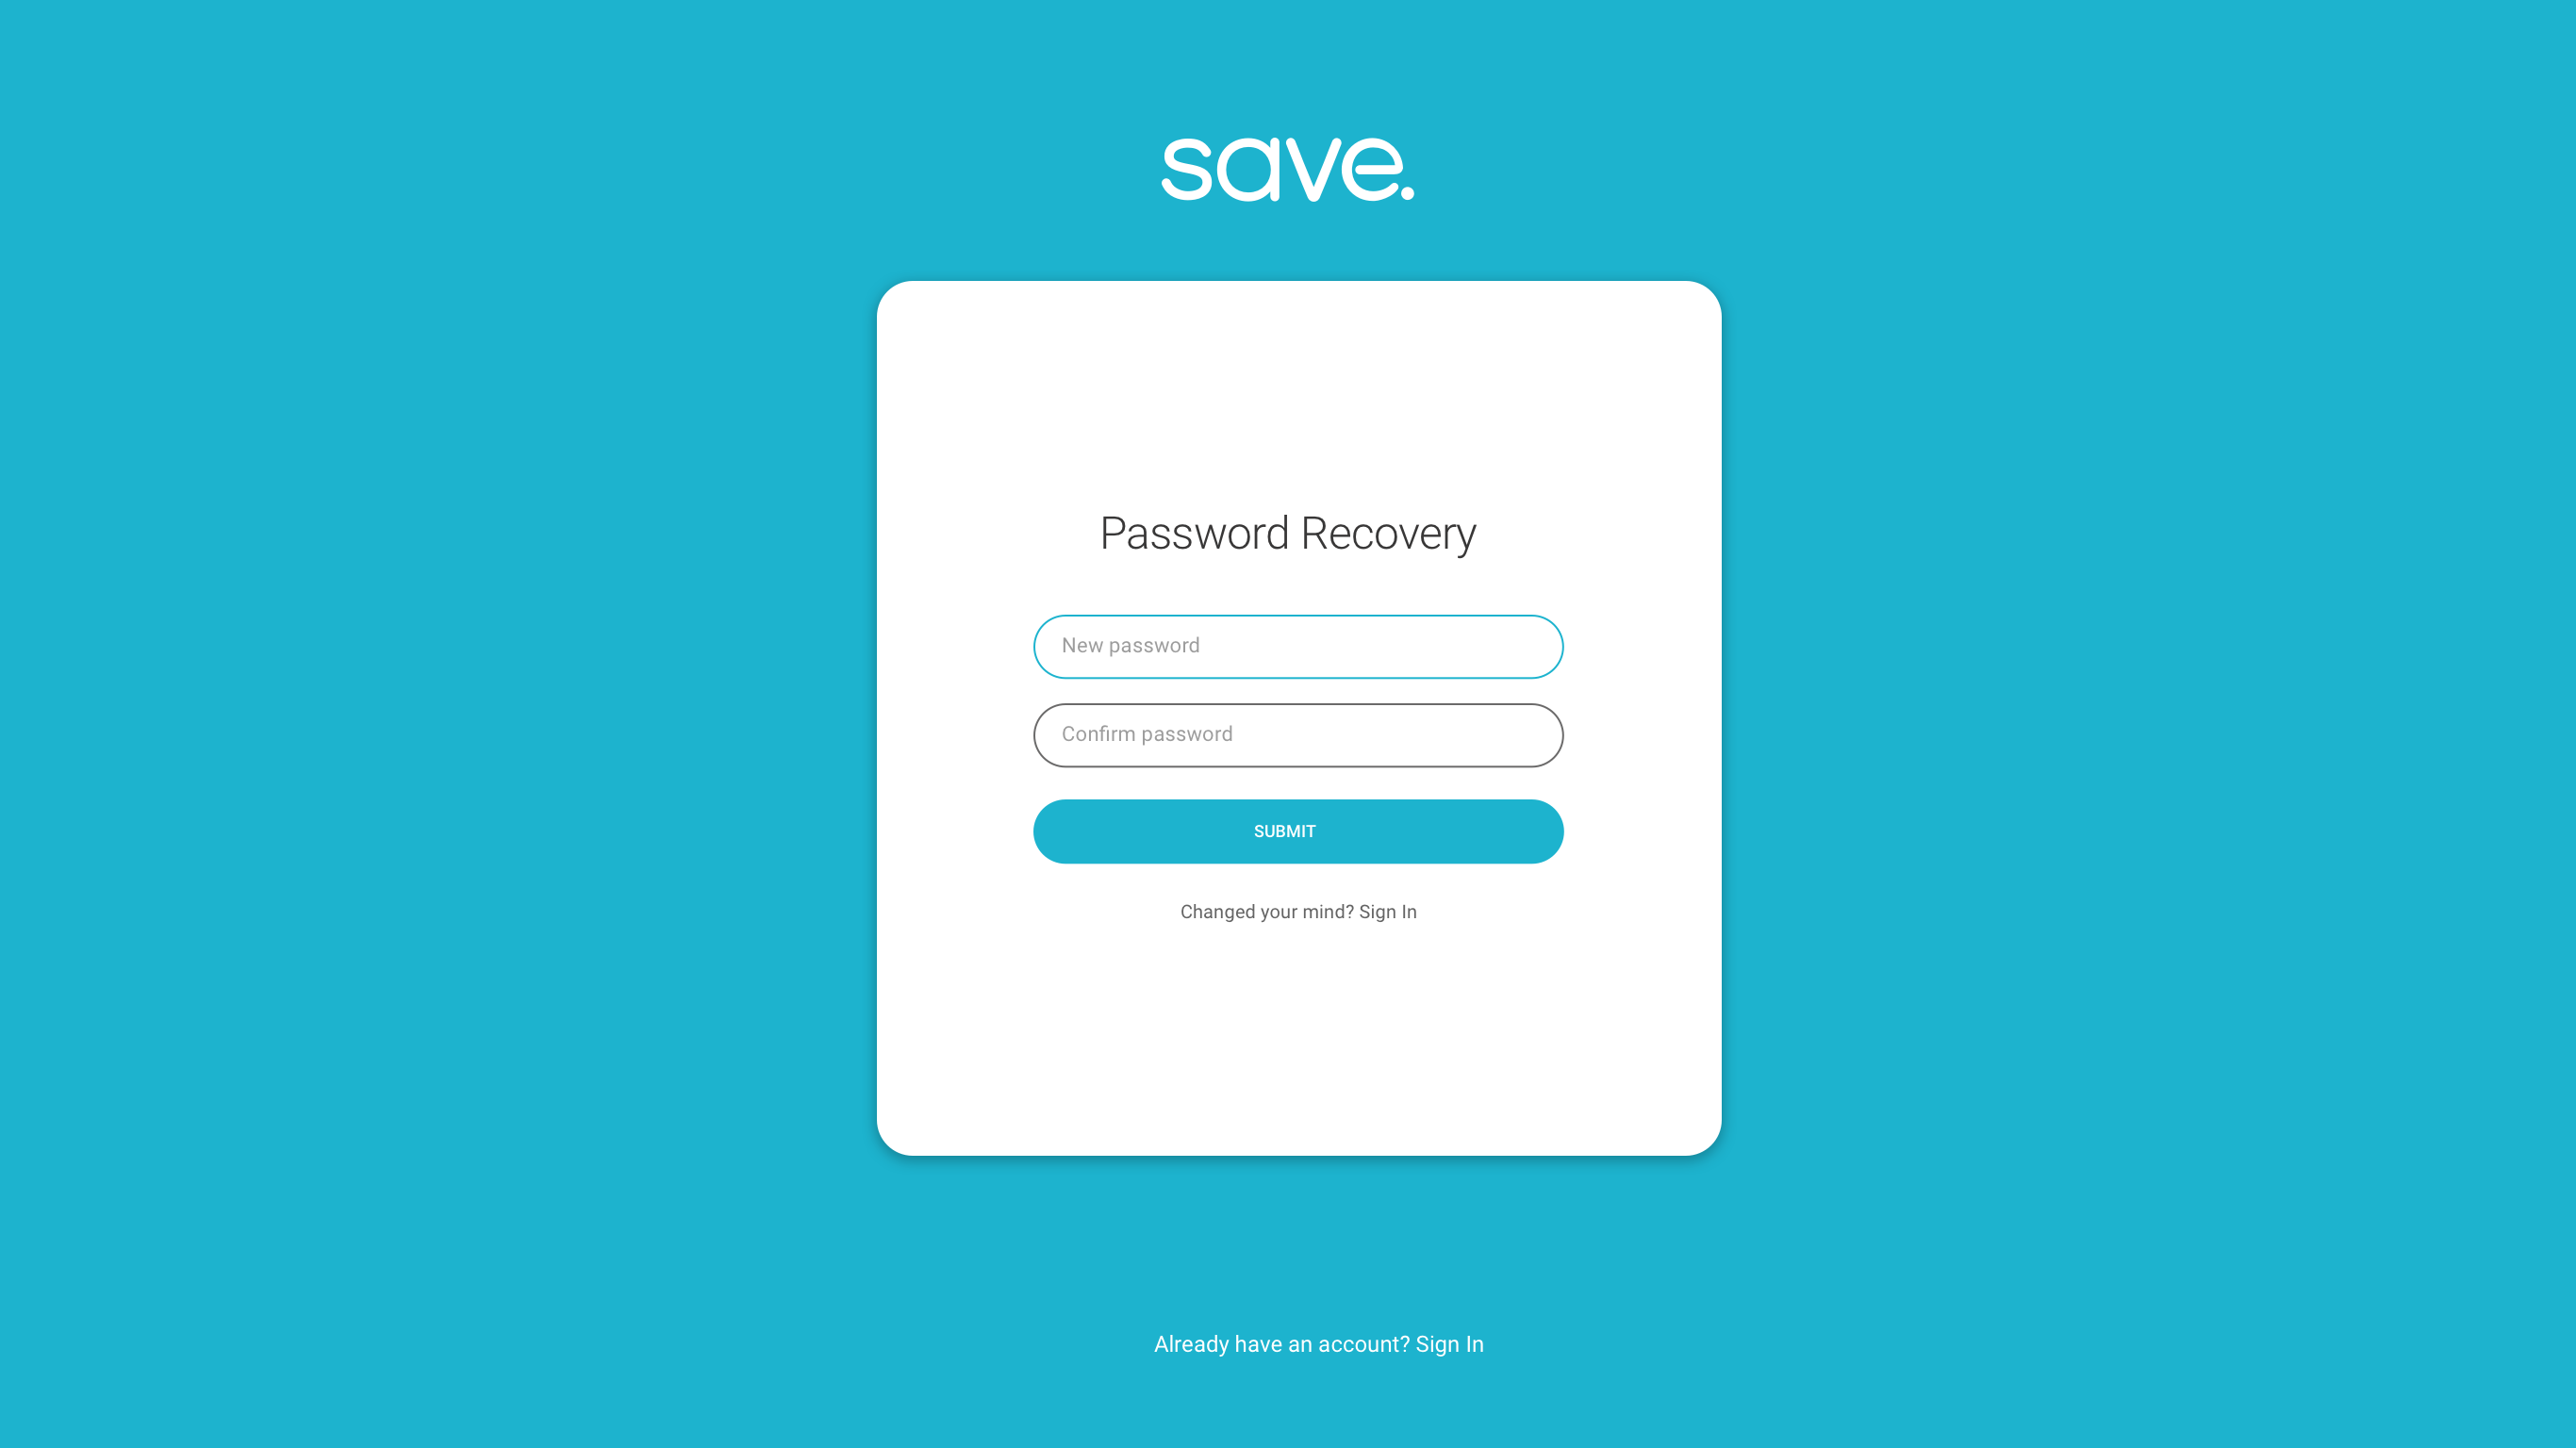 save.
Password Recovery
New password
Confirm password
SUBMIT
Changed your mind? Sign In
Already have an account? Sign In